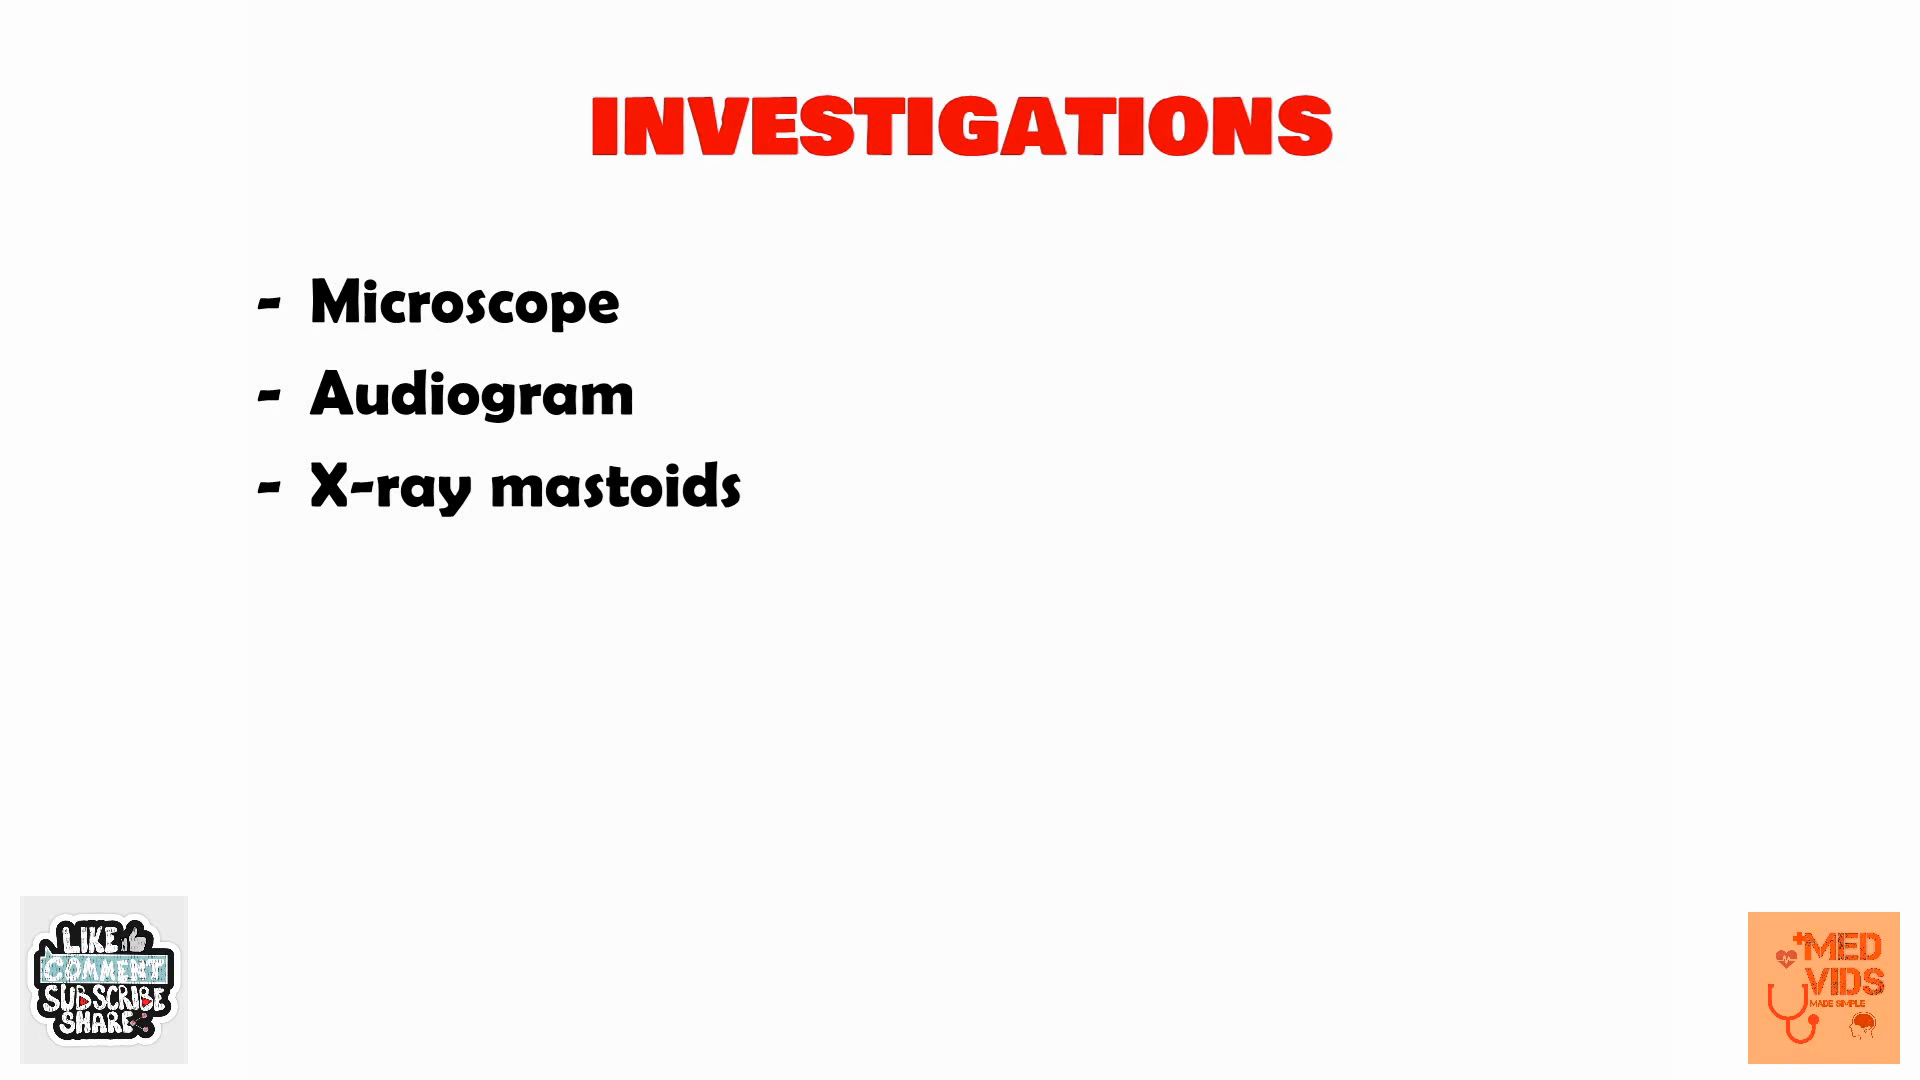 INVESTIGATIONS
- Microscope
- Audiogram
- X-ray mastoids
LIKE
COMMENT
SUBSCRIBE
SHARE
MED
VIDS
MADE SIMPLE